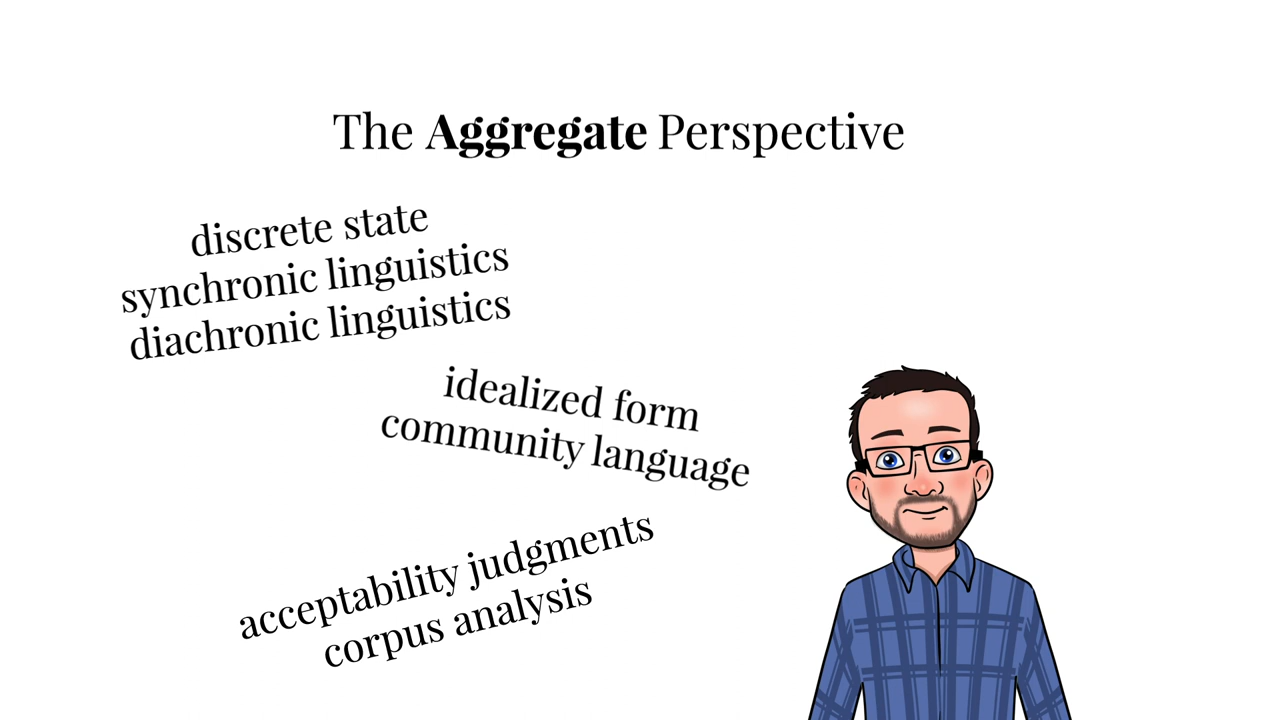 The Aggregate Perspective
discrete state
synchronic linguistics
diachronic linguistics
idealized form
community language
acceptability judgments
corpus analysis